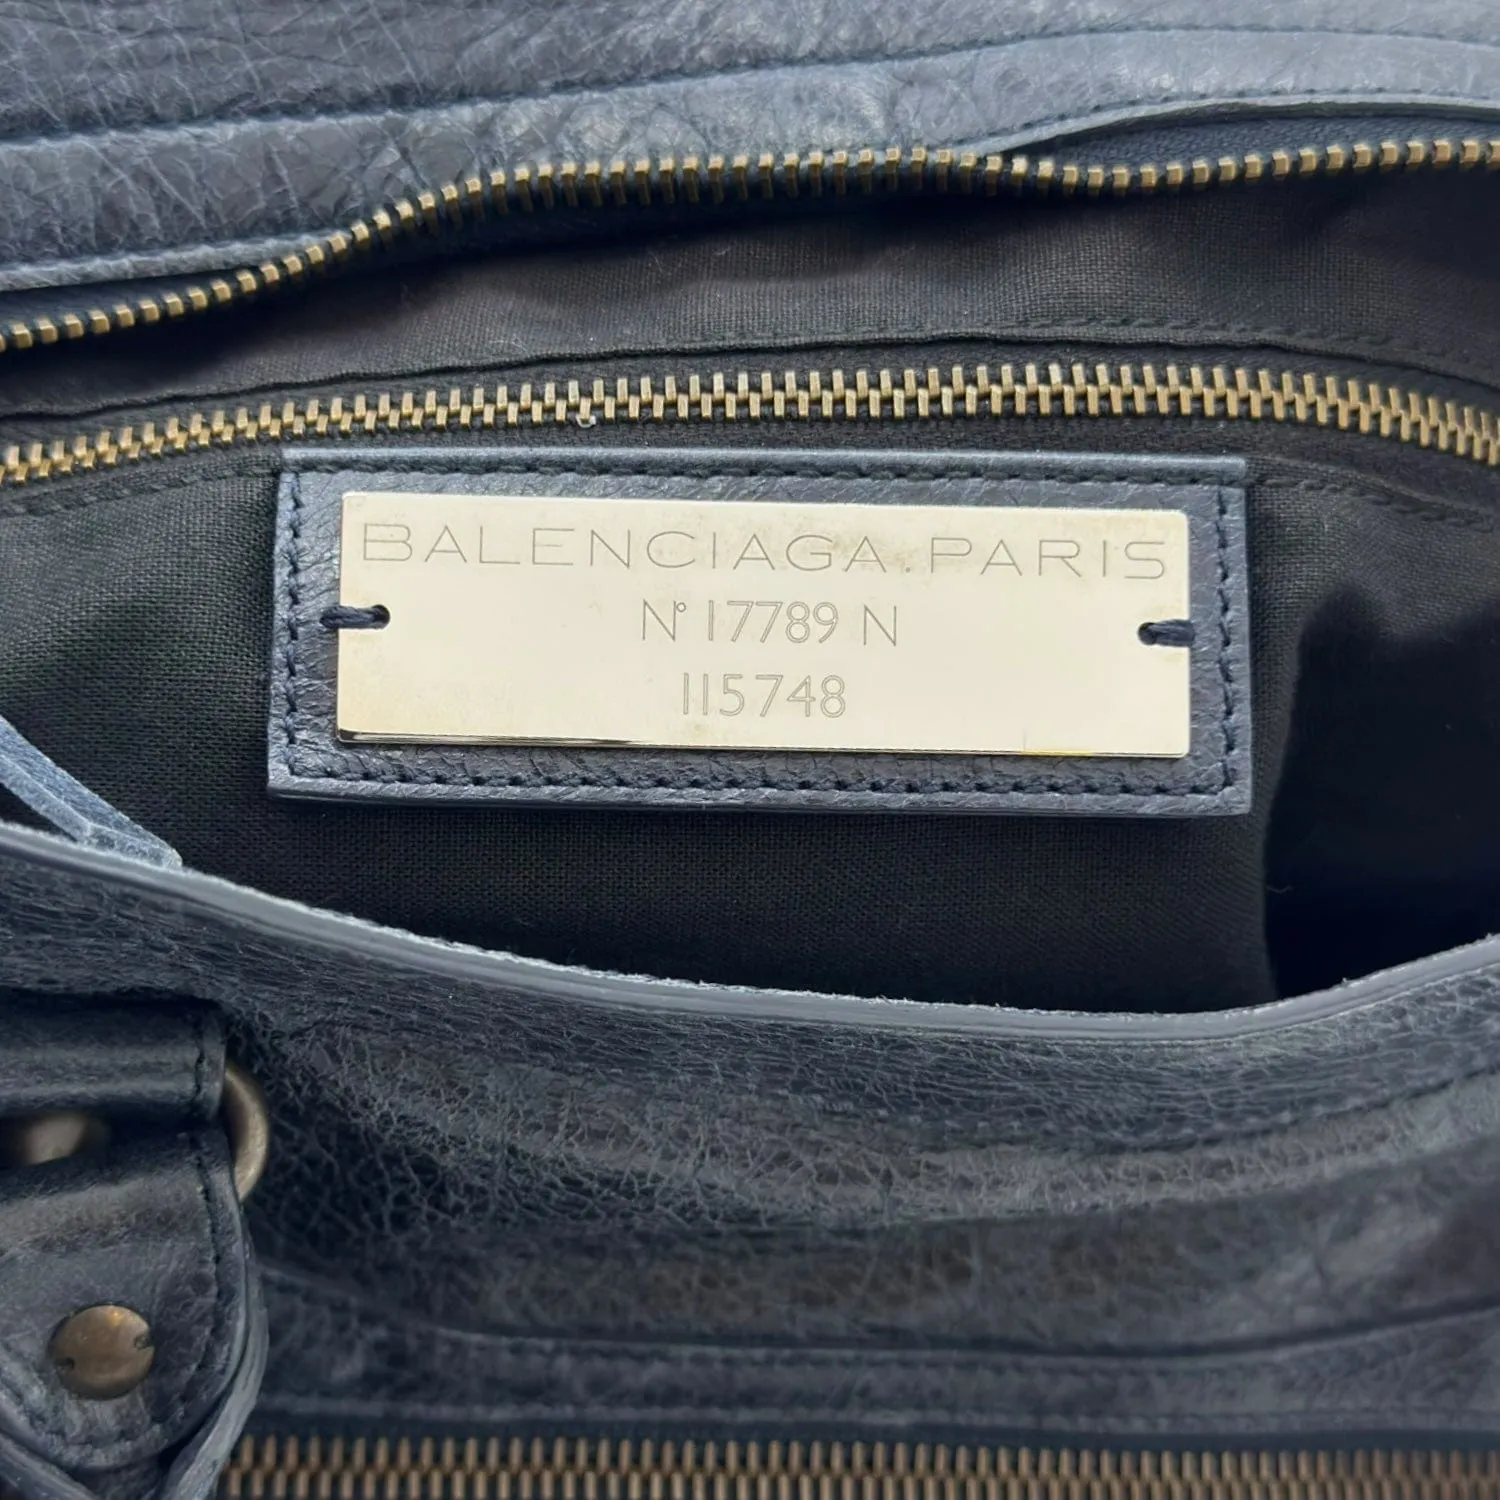 BALENCIAGA.PARIS
N° 17789 N
115748